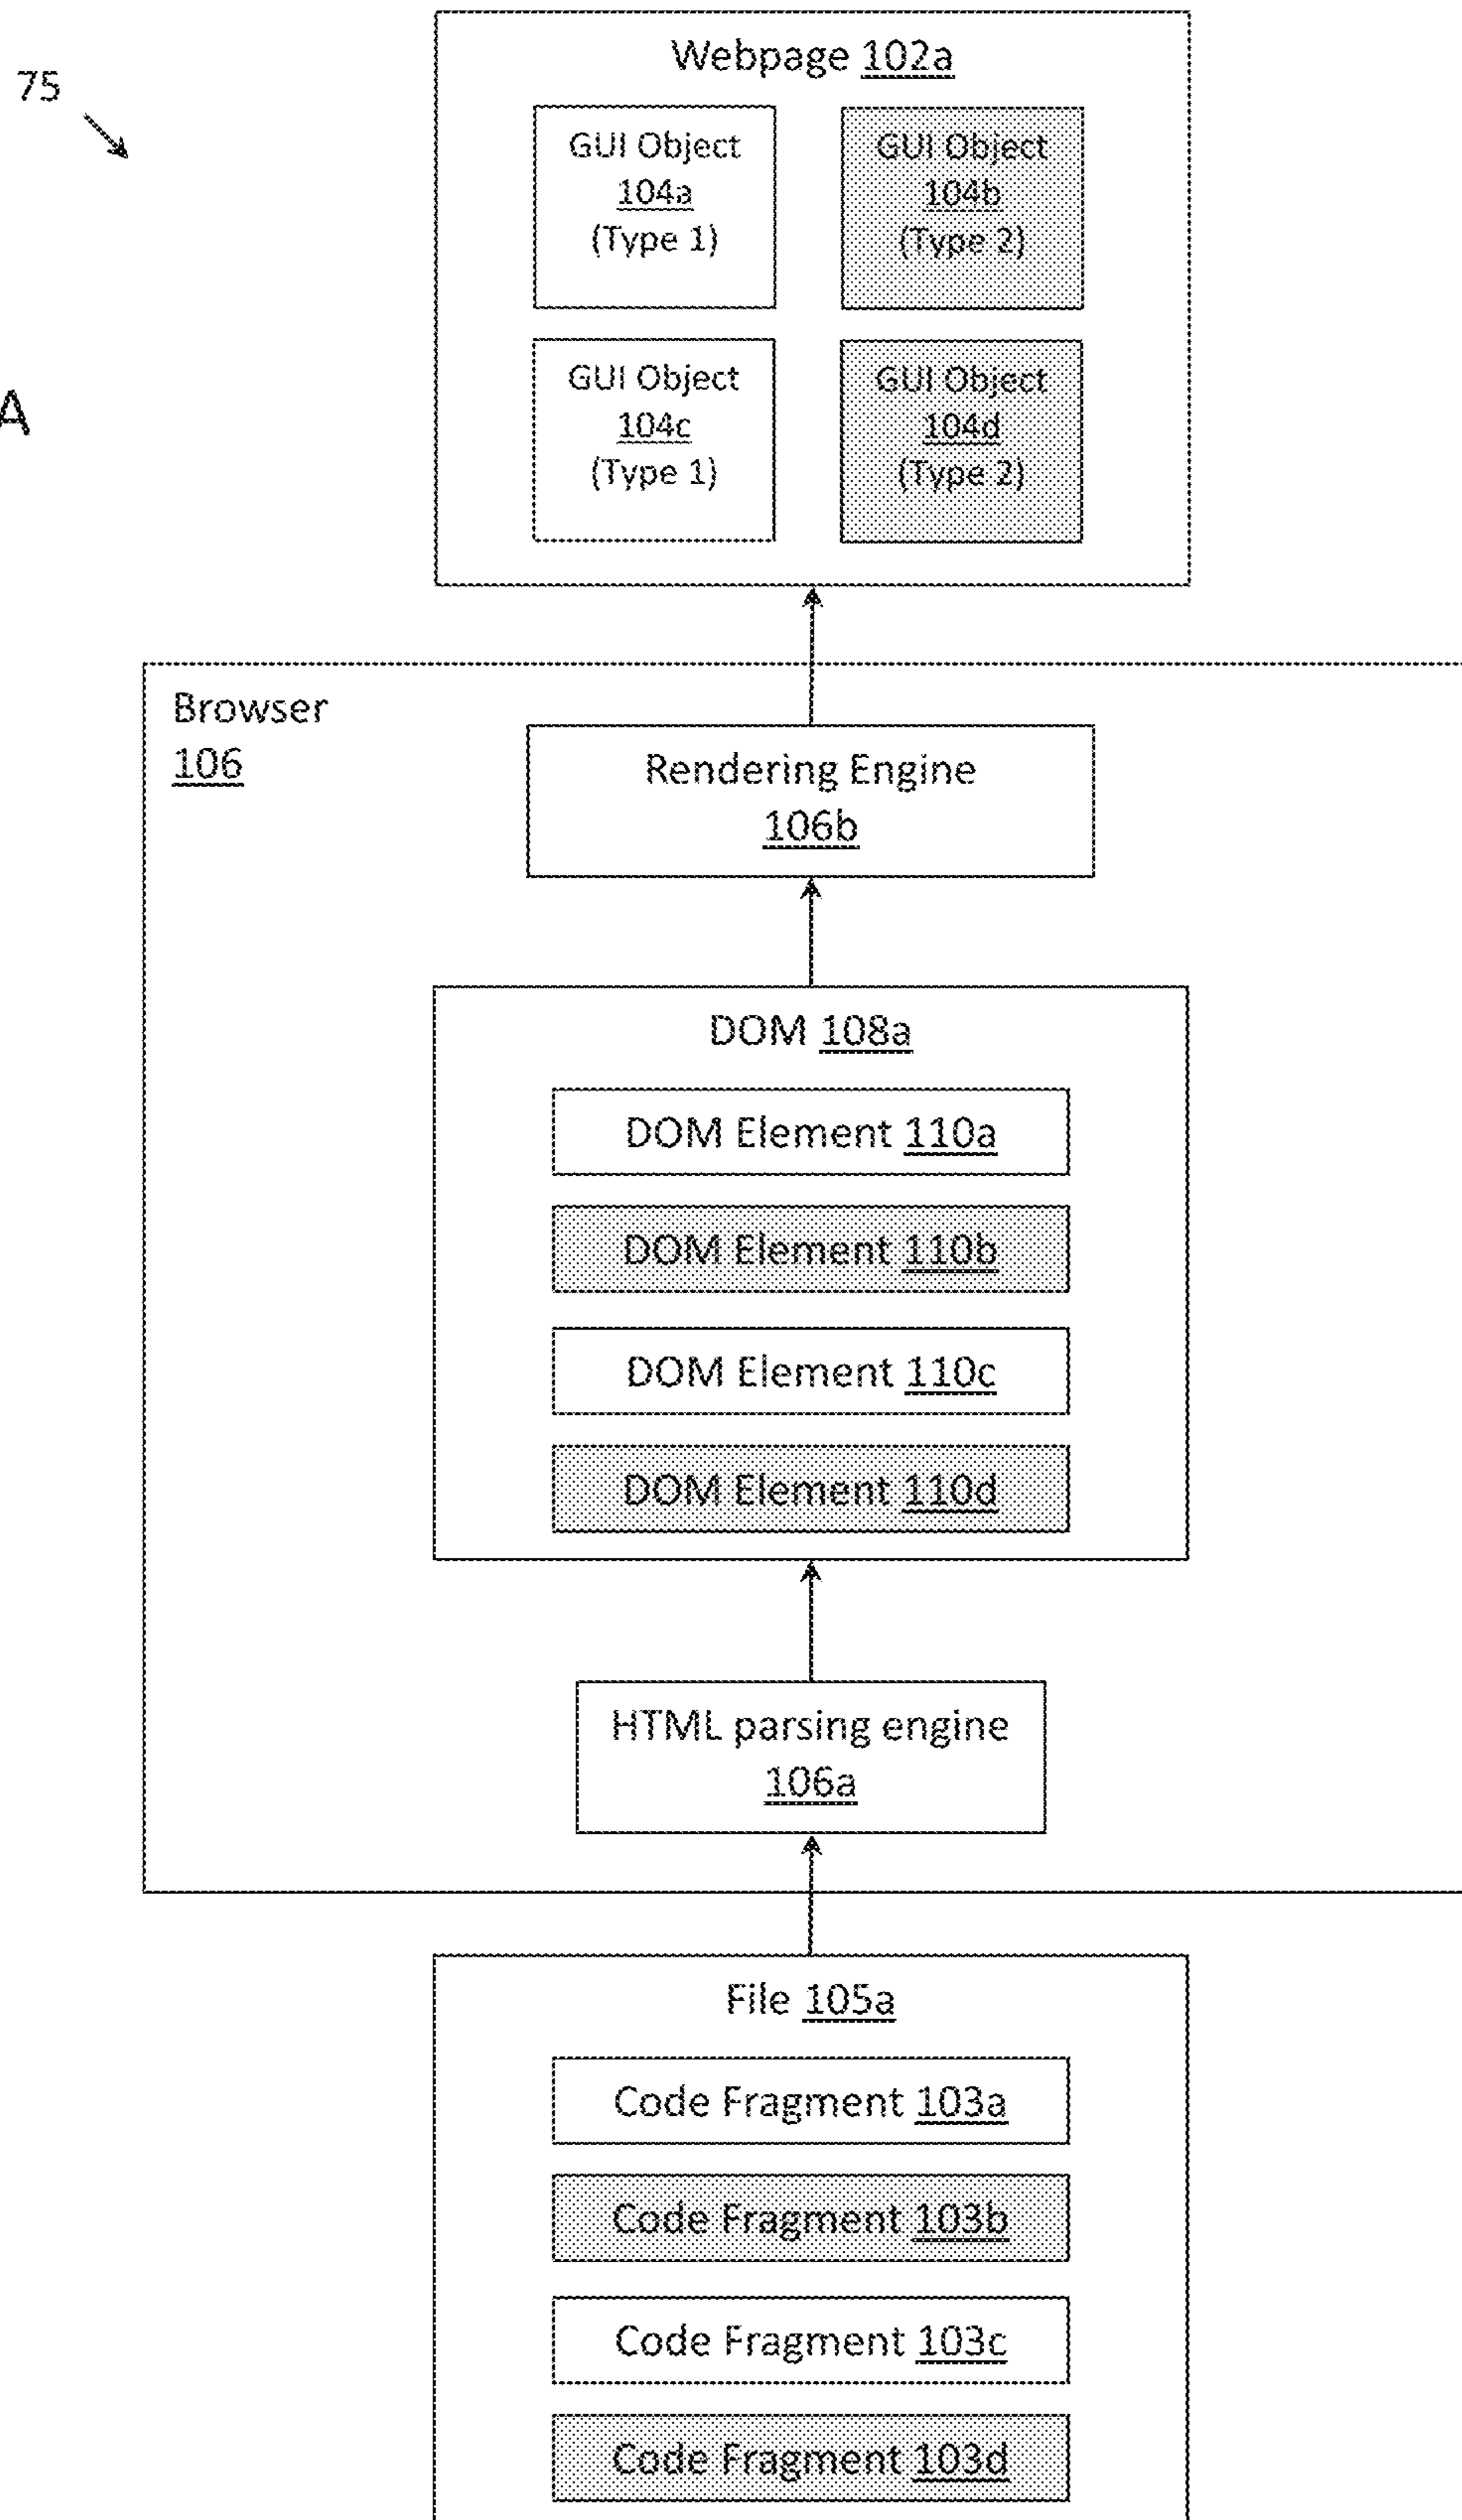 75
A
Webpage 102a
GUI Object
104a
(Type 1)
GUI Object
104b
(Type 2)
GUI Object
104c
(Type 1)
GUI Object
104d
(Type 2)
Browser
106
Rendering Engine
106b
DOM 108a
DOM Element 110a
DOM Element 110b
DOM Element 110c
DOM Element 110d
HTML parsing engine
106a
File 105a
Code Fragment 103a
Code Fragment 103b
Code Fragment 103c
Code Fragment 103d